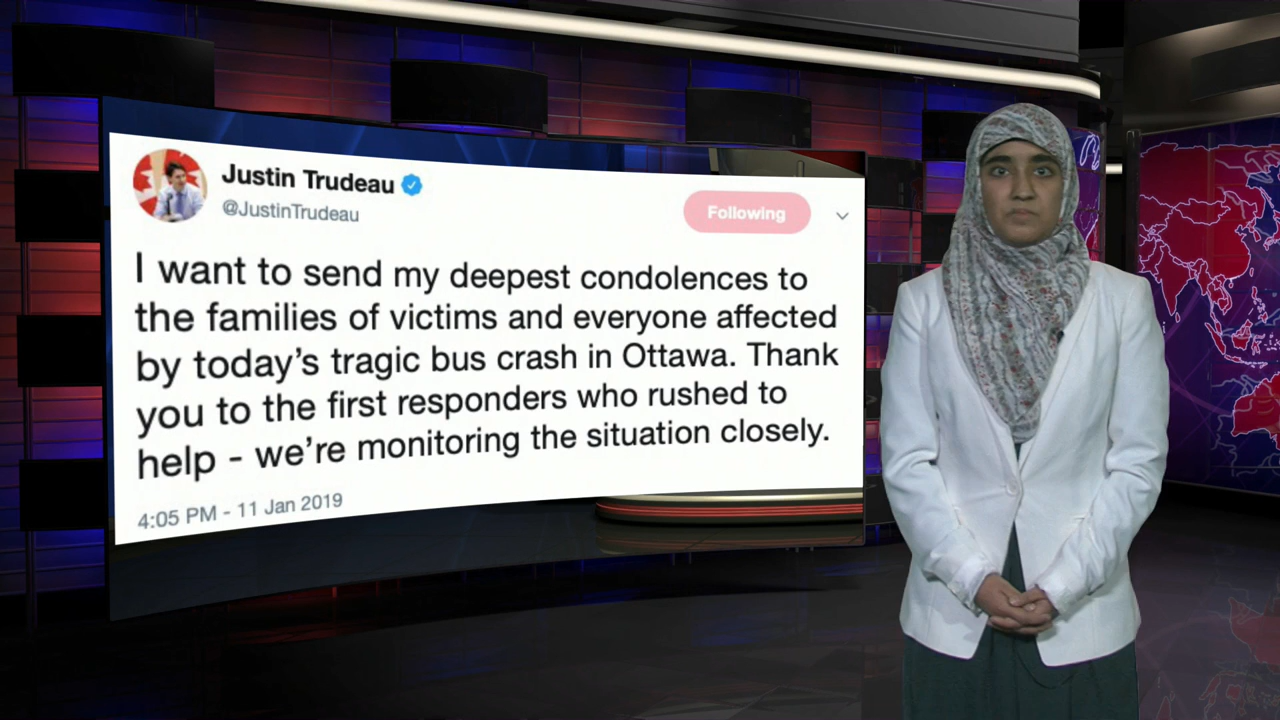 Justin Trudeau
@JustinTrudeau
Following
I want to send my deepest condolences to
the families of victims and everyone affected
by today's tragic bus crash in Ottawa. Thank
you to the first responders who rushed to
help - we're monitoring the situation closely.
4:05 PM - 11 Jan 2019